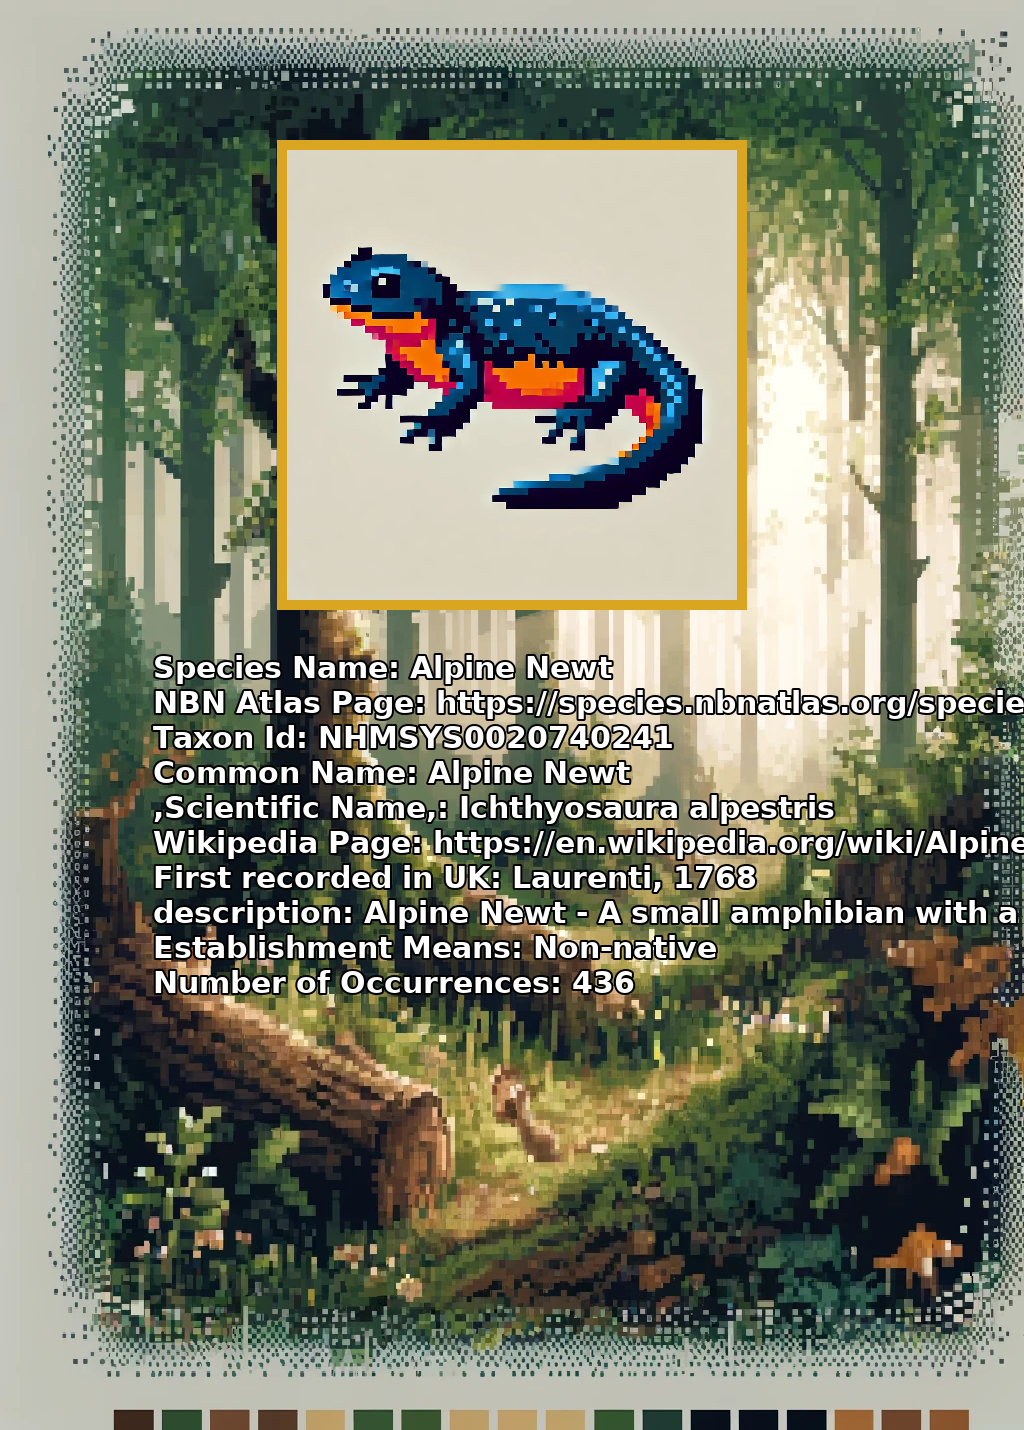 Species Name: Alpine Newt
NBN Atlas Page: https://species.nbnatlas.org/specie
Taxon Id: NHMSYS0020740241
Common Name: Alpine Newt
,Scientific Name,: Ichthyosaura alpestris
Wikipedia Page: https://en.wikipedia.org/wiki/Alpine
First recorded in UK: Laurenti, 1768
description: Alpine Newt - A small amphibian with a
Establishment Means: Non-native
Number of Occurrences: 436